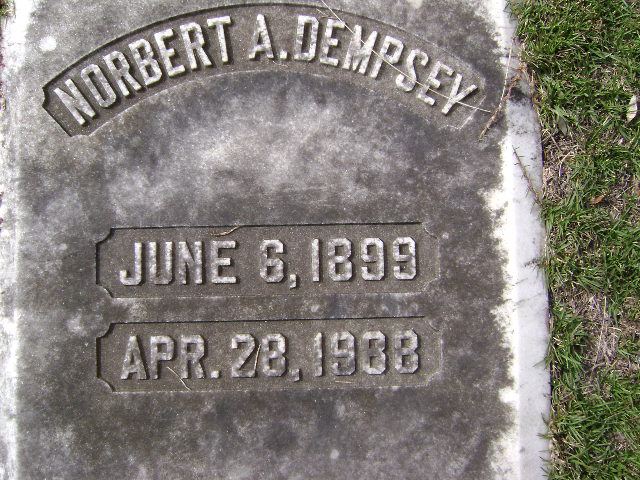 NORBERT A. DEMPSEY
JUNE 6, 1899
APR. 28, 1988